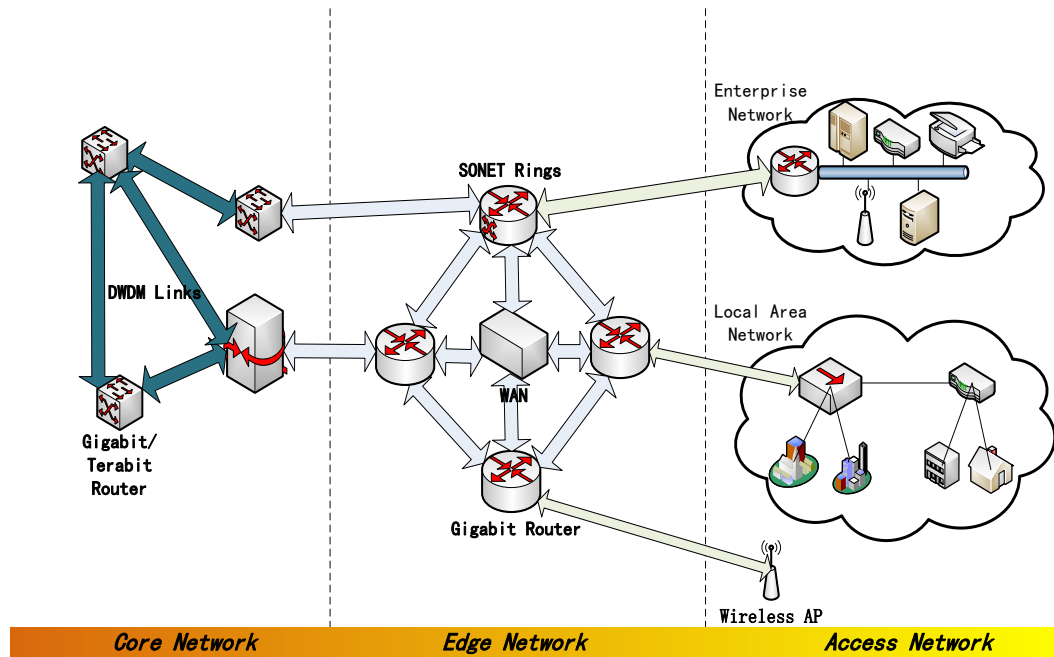 Enterprise
Network
SONET Rings
DWDM Links
Local Area
Network
WAN
Gigabit/
Terabit
Router
Gigabit Router
Wireless AP
Core Network
Edge Network
Access Network